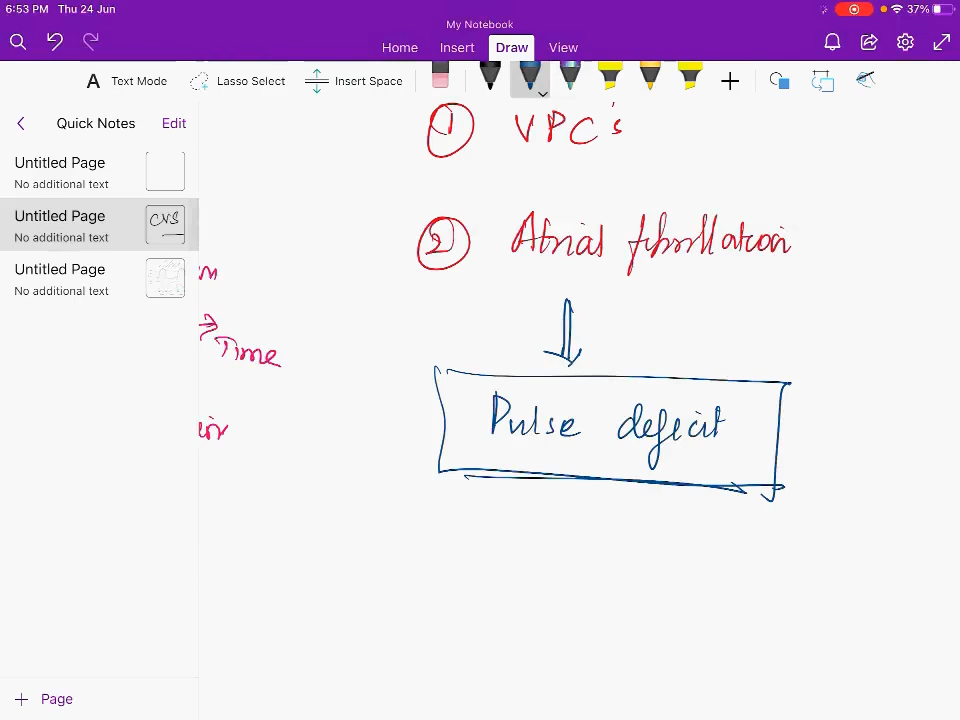 6:53 PM Thu 24 Jun
37%
My Notebook
Home Insert Draw View
Text Mode Lasso Select Insert Space
Quick Notes Edit
Untitled Page
No additional text
Untitled Page
No additional text
CNS
Untitled Page
No additional text
① VPC's
② Atrial fibrillation
→ Time
Pulse deficit
+ Page